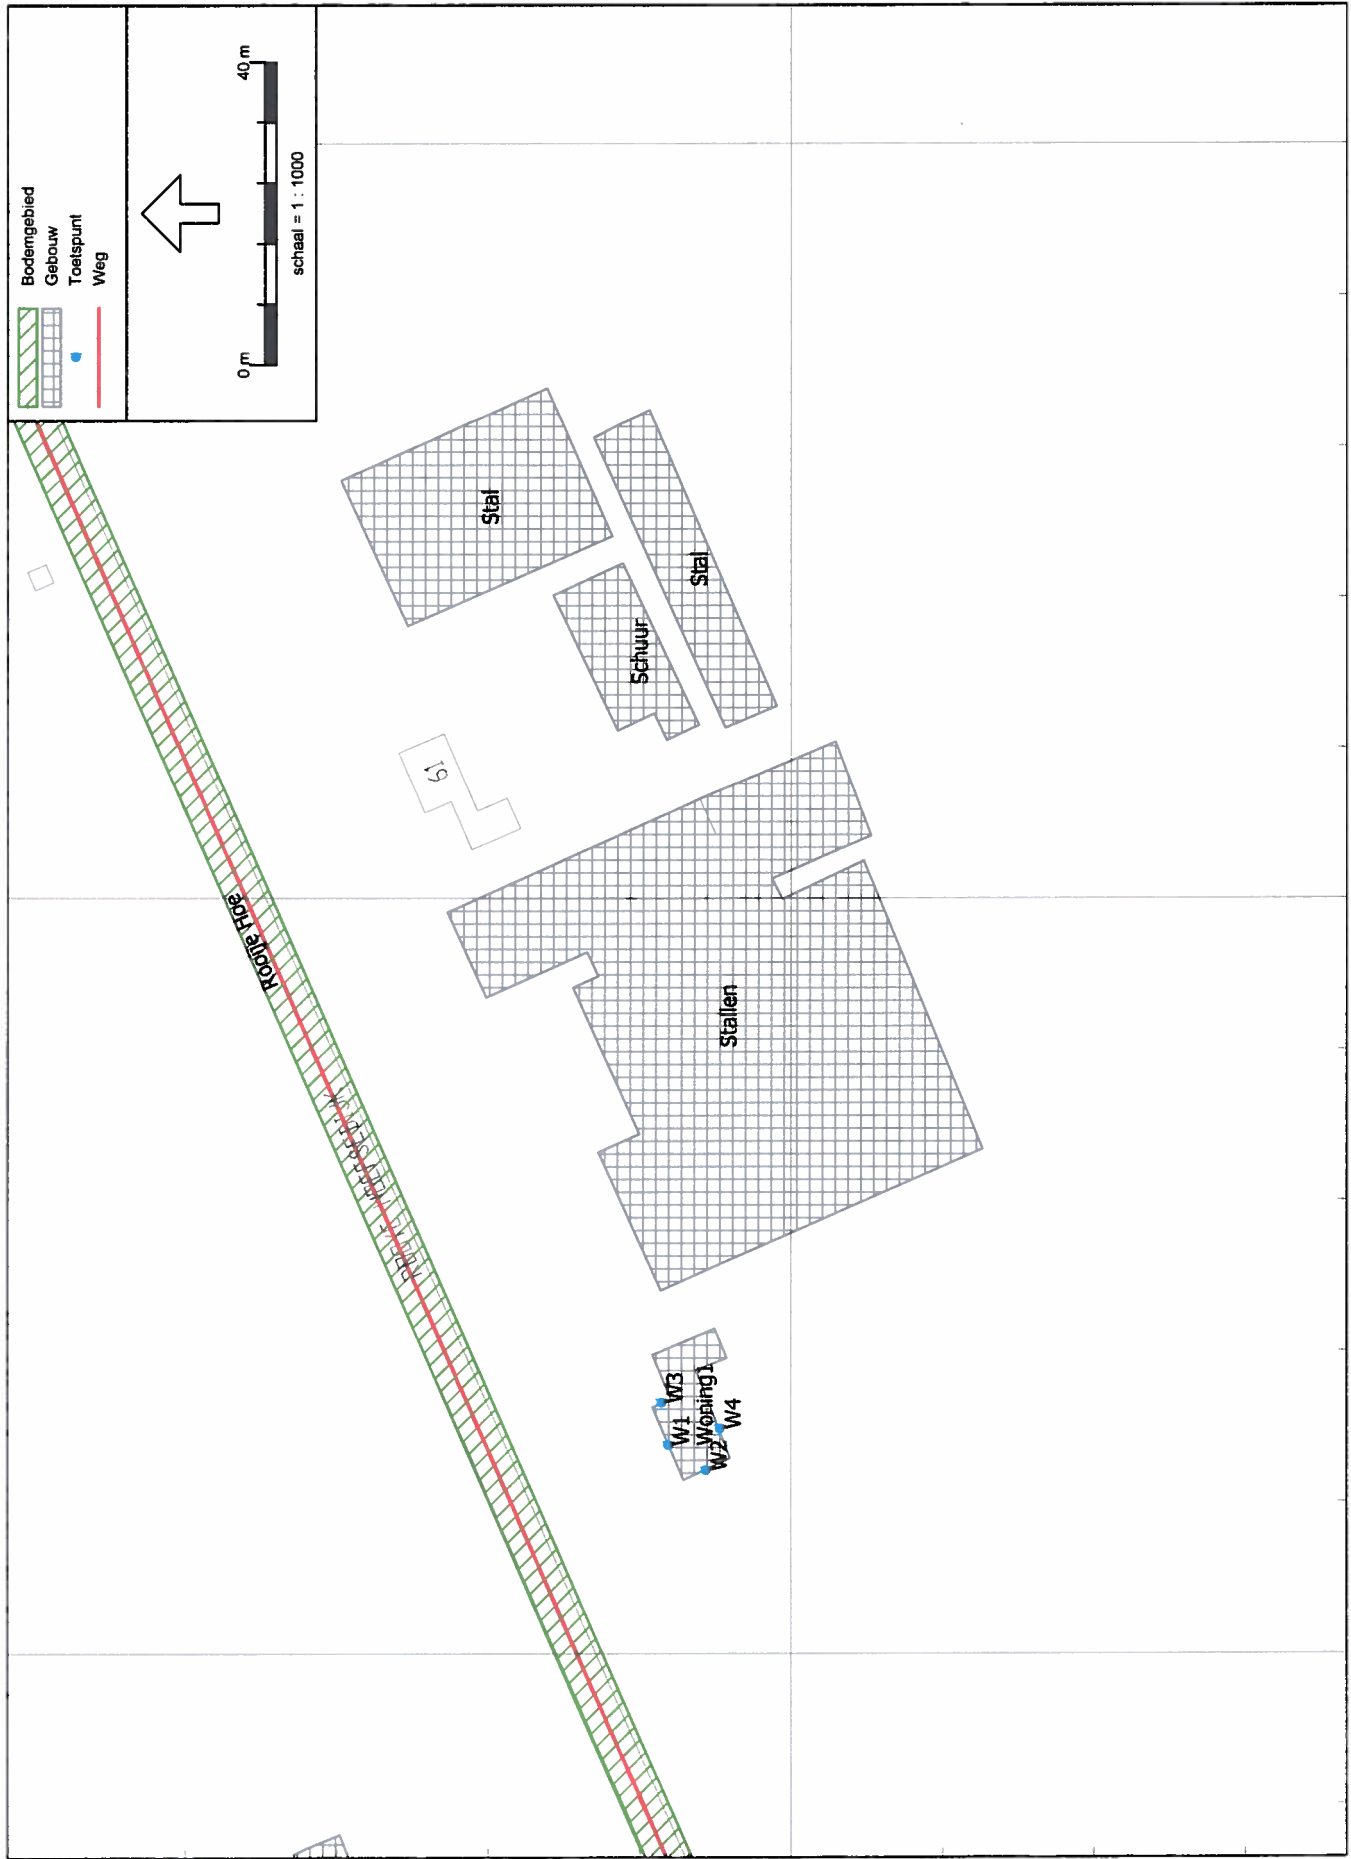 Bodemgebied
Gebouw
Toetspunt
Weg
0 m
40 m
schaal = 1 : 1000
Rooije Hoe
61
Stal
Schuur
Stal
Stallen
W3
W1
Woning1
W4
W2